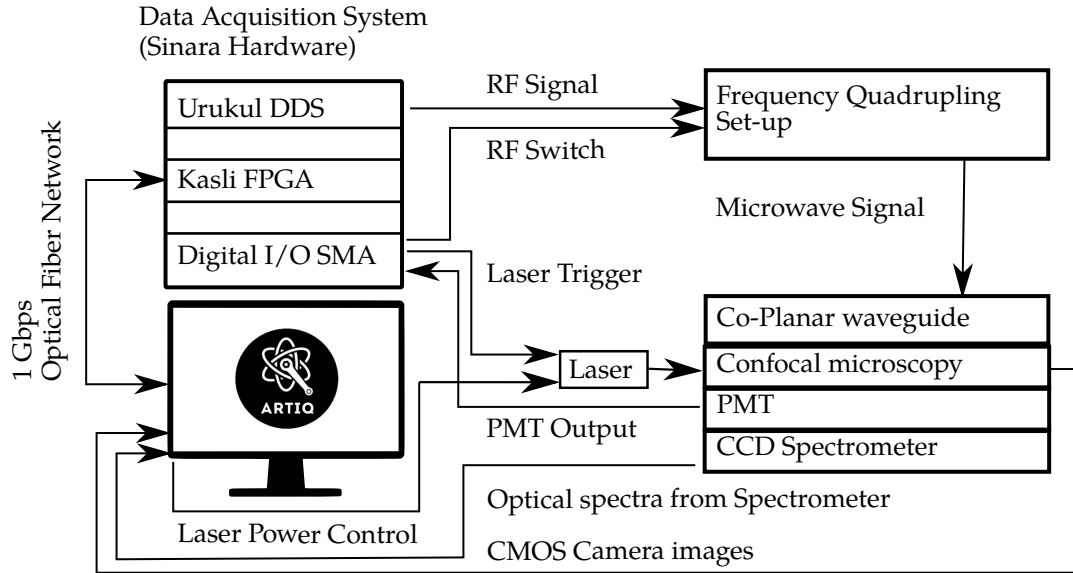 Data Acquisition System
(Sinara Hardware)
Urukul DDS
Kasli FPGA
Digital I/O SMA
RF Signal
RF Switch
Frequency Quadrupling
Set-up
Microwave Signal
1 Gbps
Optical Fiber Network
Laser Trigger
ARTIQ
Laser
Co-Planar waveguide
Confocal microscopy
PMT
CCD Spectrometer
PMT Output
Optical spectra from Spectrometer
Laser Power Control
CMOS Camera images